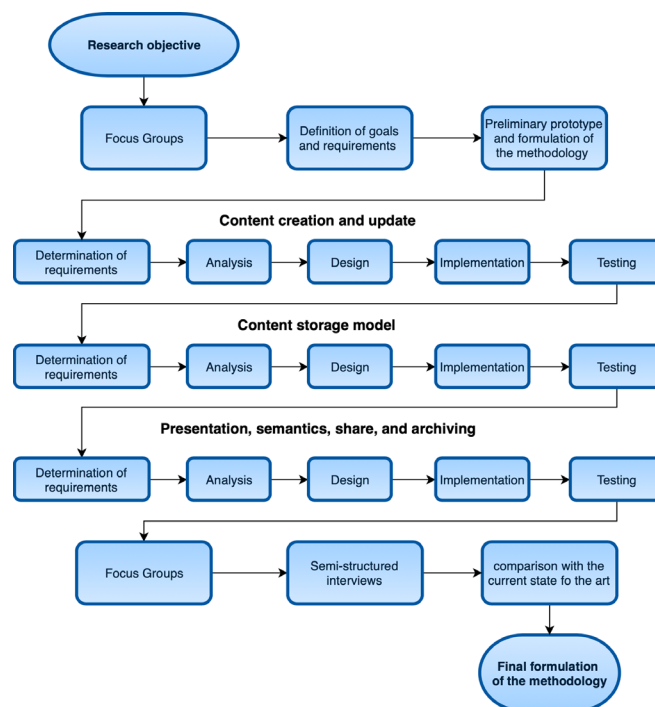 Research objective
Focus Groups
Definition of goals
and requirements
Preliminary prototype
and formulation of
the methodology
Content creation and update
Determination of
requirements
Analysis
Design
Implementation
Testing
Content storage model
Determination of
requirements
Analysis
Design
Implementation
Testing
Presentation, semantics, share, and archiving
Determination of
requirements
Analysis
Design
Implementation
Testing
Focus Groups
Semi-structured
interviews
comparison with the
current state fo the art
Final formulation
of the methodology